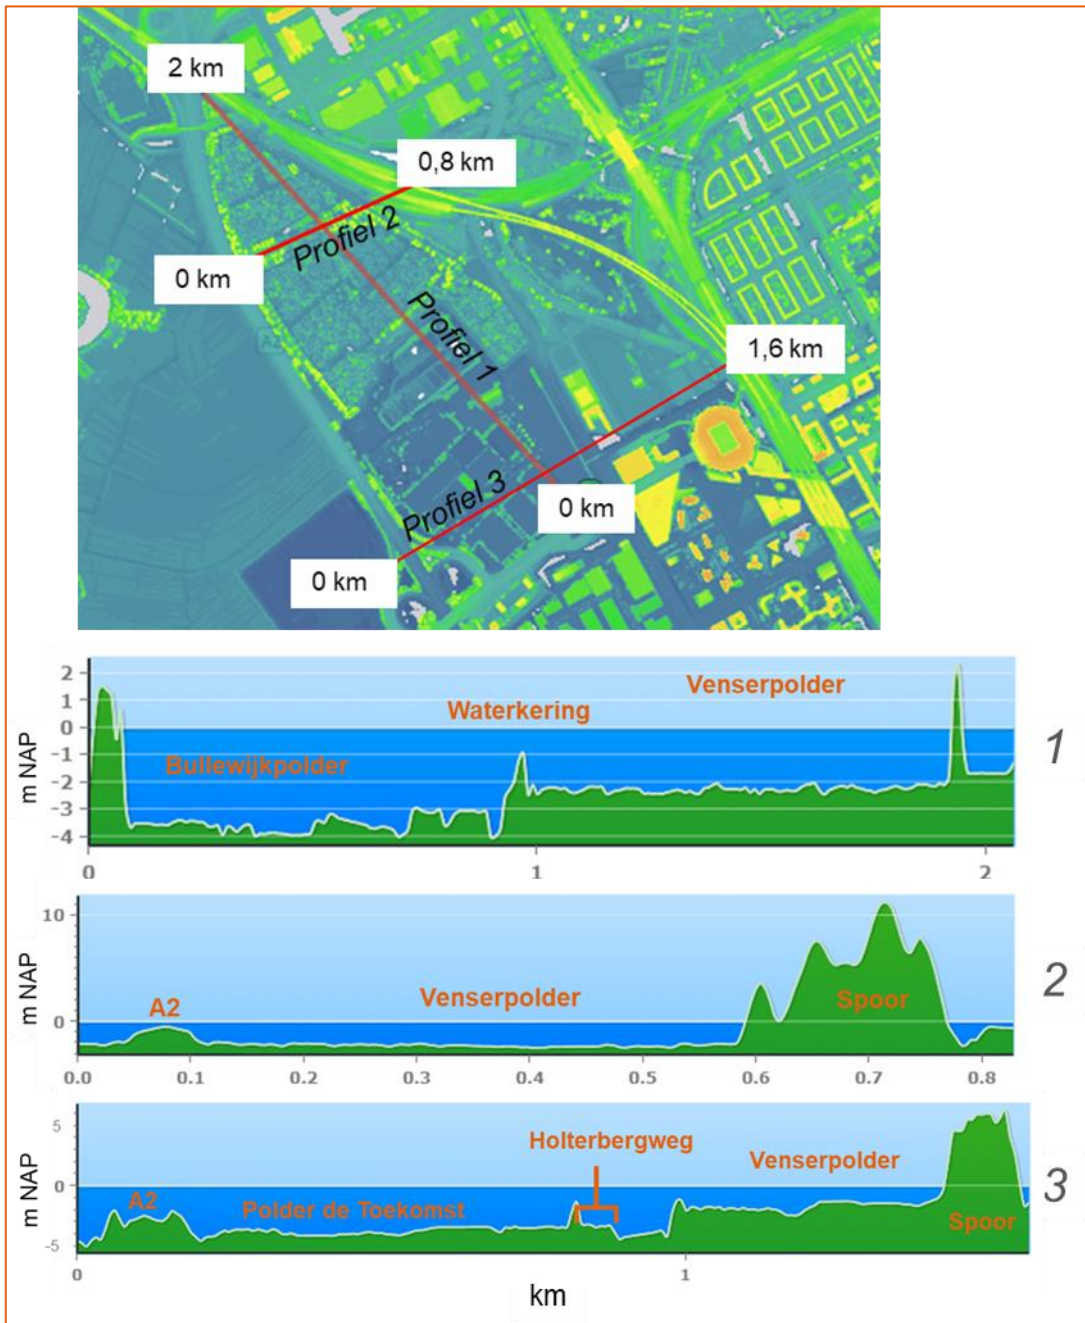 2 km
0,8 km
Profiel 2
0 km
Profiel 1
1,6 km
Profiel 3
0 km
0 km
m NAP
2
1
0
-1
-2
-3
-4
Venserpolder
Waterkering
Bullewijkpolder
1
0
1
2
m NAP
10
0
A2
Venserpolder
Spoor
2
0.0
0.1
0.2
0.3
0.4
0.5
0.6
0.7
0.8
m NAP
5
0
-5
Holterbergweg
Venserpolder
A2
Polder de Toekomst
Spoor
3
0
1
km